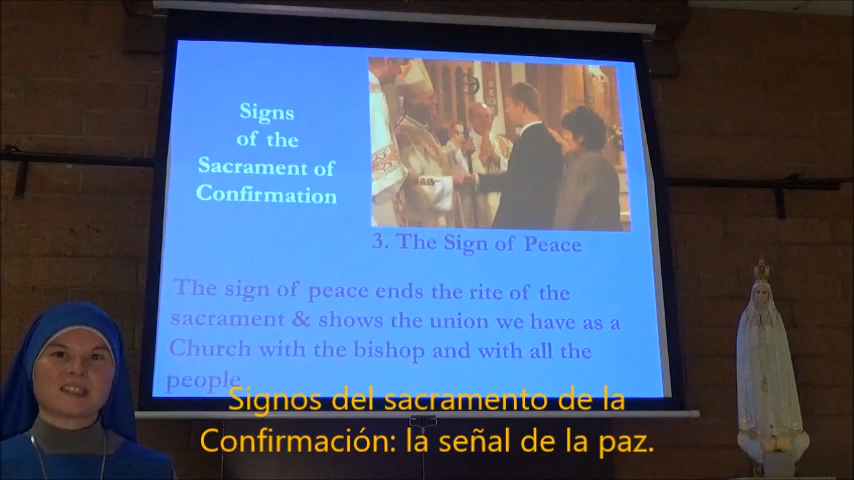 Signs
of the
Sacrament of
Confirmation
3. The Sign of Peace
The sign of peace ends the rite of the
sacrament & shows the union we have as a
Church with the bishop and with all the
people
Signos del sacramento de la
Confirmación: la señal de la paz.